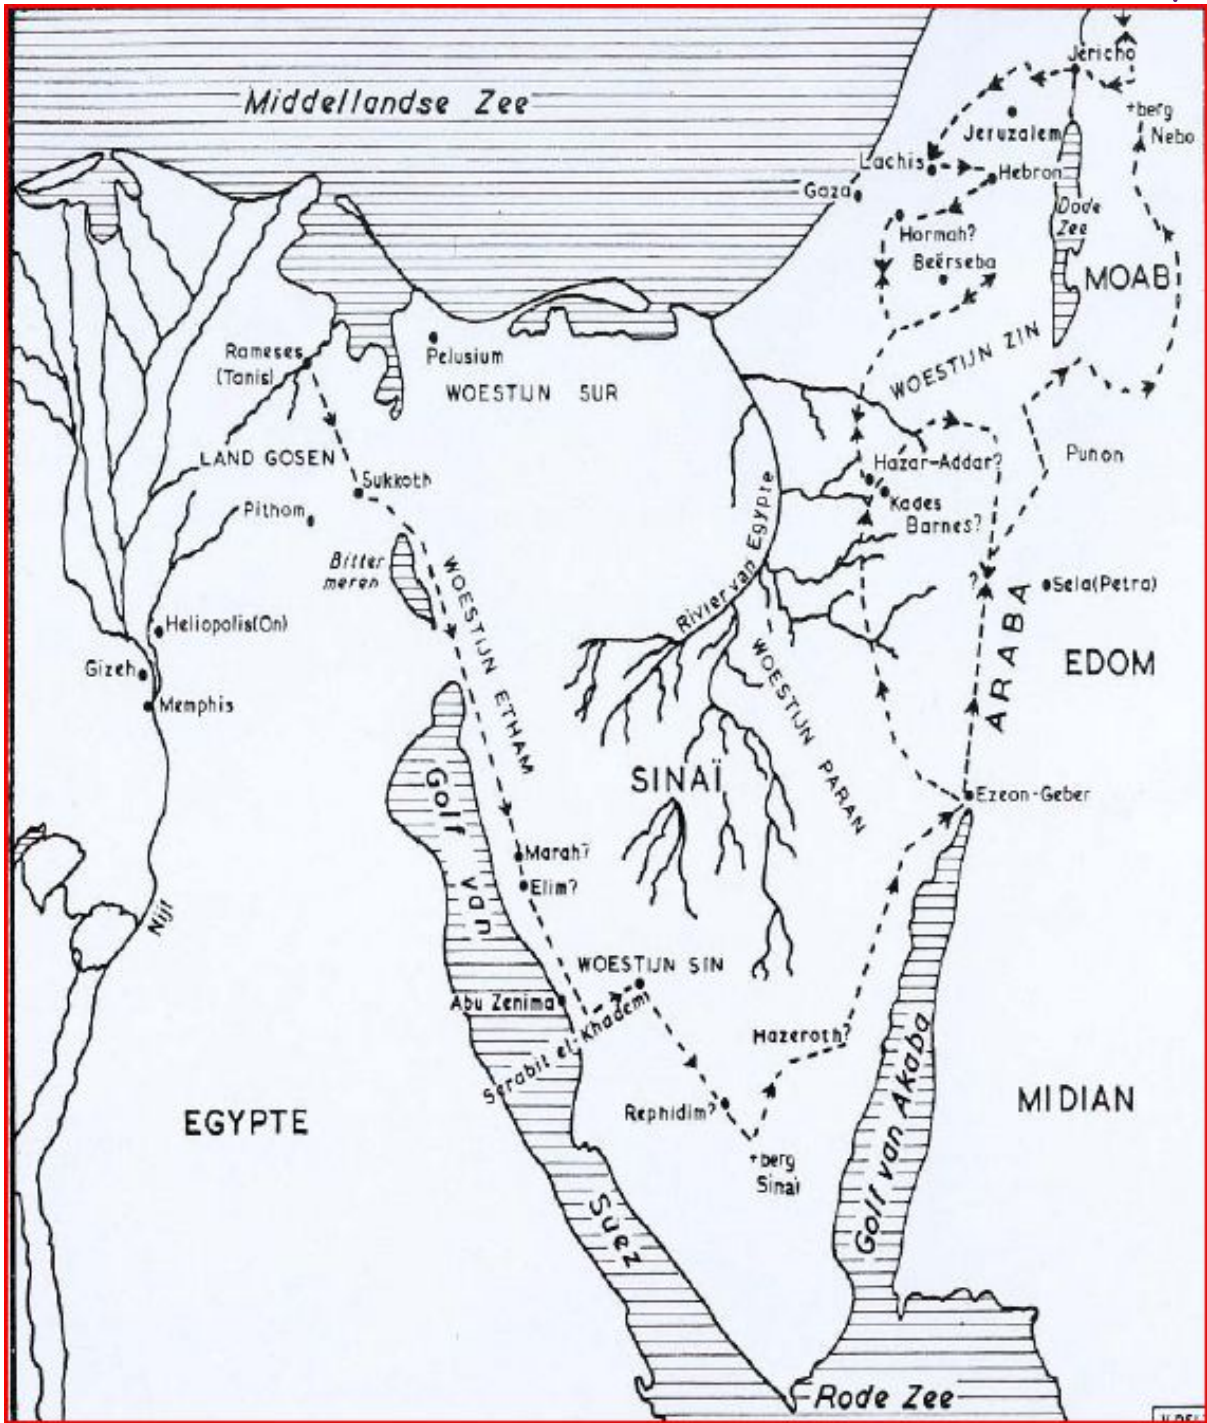 Jericho
Middellandse Zee
Jeruzalem
+berg
Nebo
Lachis
Hebron
Gaza
Dode
Zee
Hormah?
Beërseba
MOAB
Rameses
(Tanis)
Pelusium
WOESTIJN ZIN
WOESTIJN SUR
LAND GOSEN
Hazar-Addar?
Punon
Sukkoth
Kades
Barnes?
Pithom
Rivier van Egypte
Bitter
meren
WOESTIJN ETHAM
?
Sela(Petra)
Heliopolis(On)
ARABA
EDOM
Gizeh
Memphis
WOESTIJN PARAN
SINAÏ
Ezeon-Geber
Golf van Suez
Marah?
Elim?
Nijl
WOESTIJN SIN
Abu Zenima
Serabit el-Khadem
Hazeroth?
Golf van Akaba
Rephidim?
MIDIAN
EGYPTE
+berg
Sinaï
Rode Zee